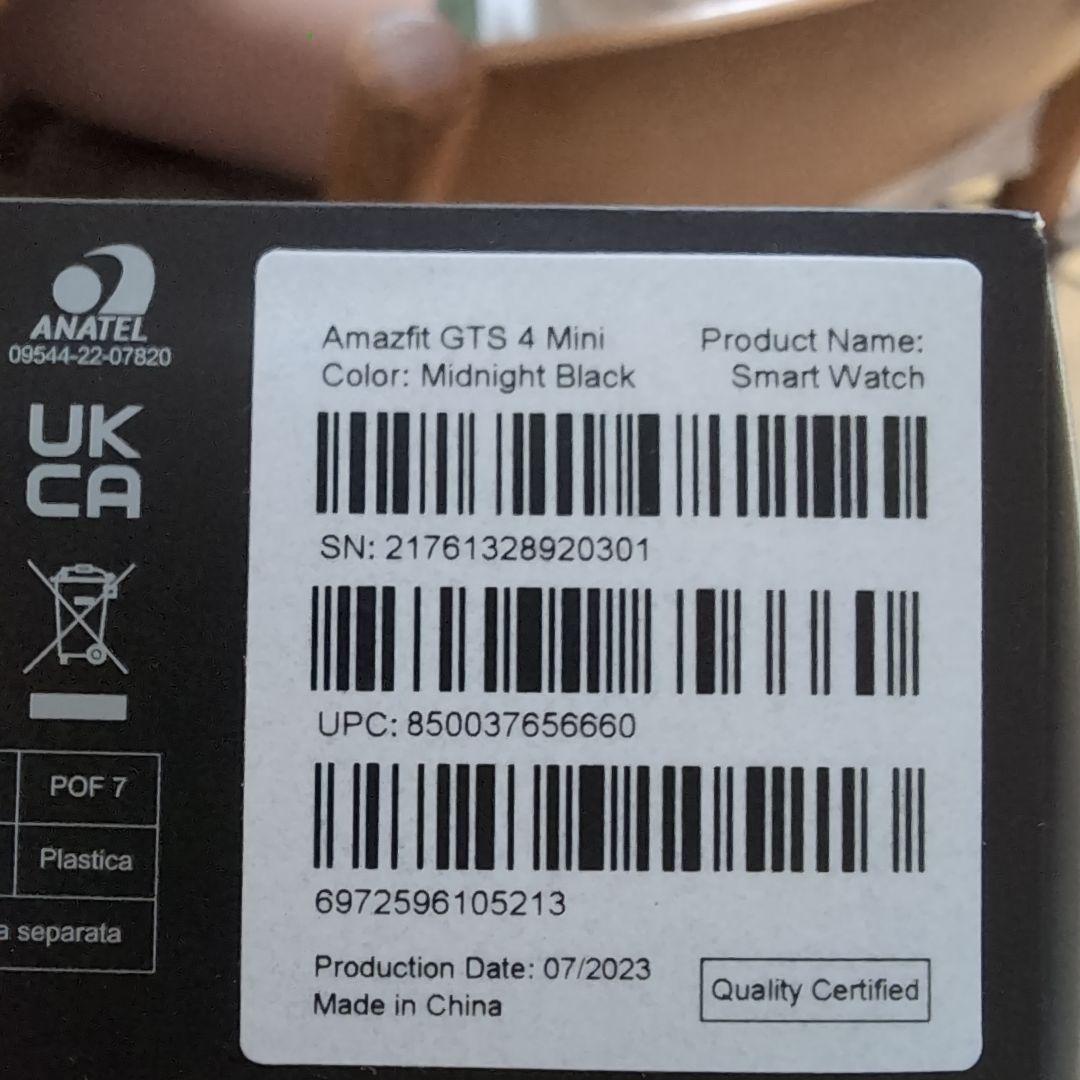 ANATEL
09544-22-07820
UK
CA
POF 7
Plastica
a separata
Amazfit GTS 4 Mini
Product Name:
Color: Midnight Black
Smart Watch
SN: 21761328920301
UPC: 850037656660
6972596105213
Production Date: 07/2023
Made in China
Quality Certified